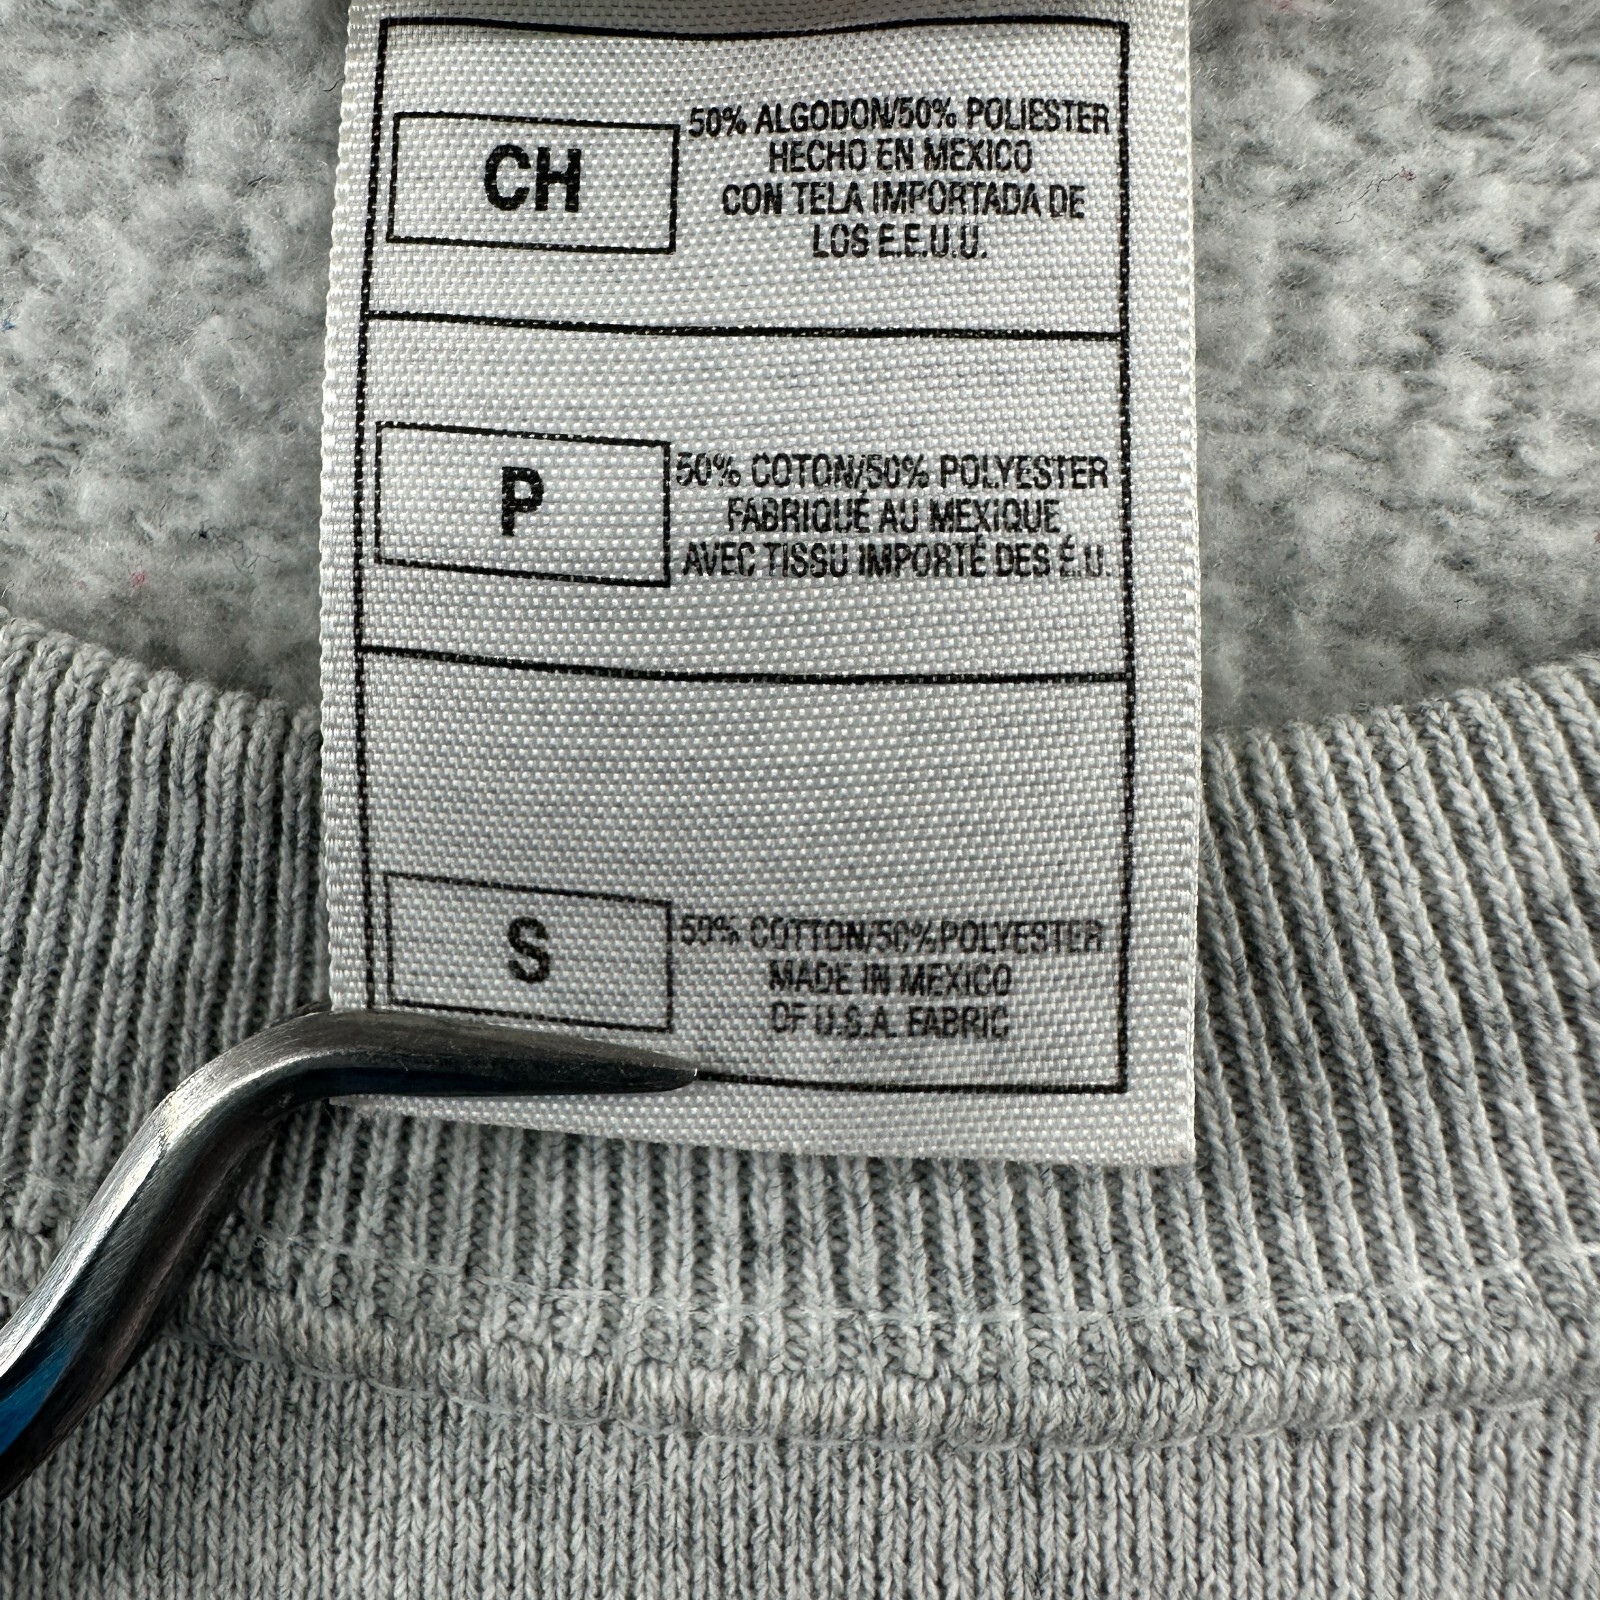 CH
50% ALGODON/50% POLIESTER
HECHO EN MEXICO
CON TELA IMPORTADA DE
LOS E.E.U.U.
P
50% COTON/50% POLYESTER
FABRIQUÉ AU MEXIQUE
AVEC TISSU IMPORTÉ DES É.U.
S
50% COTTON/50%POLYESTER
MADE IN MEXICO
OF U.S.A. FABRIC